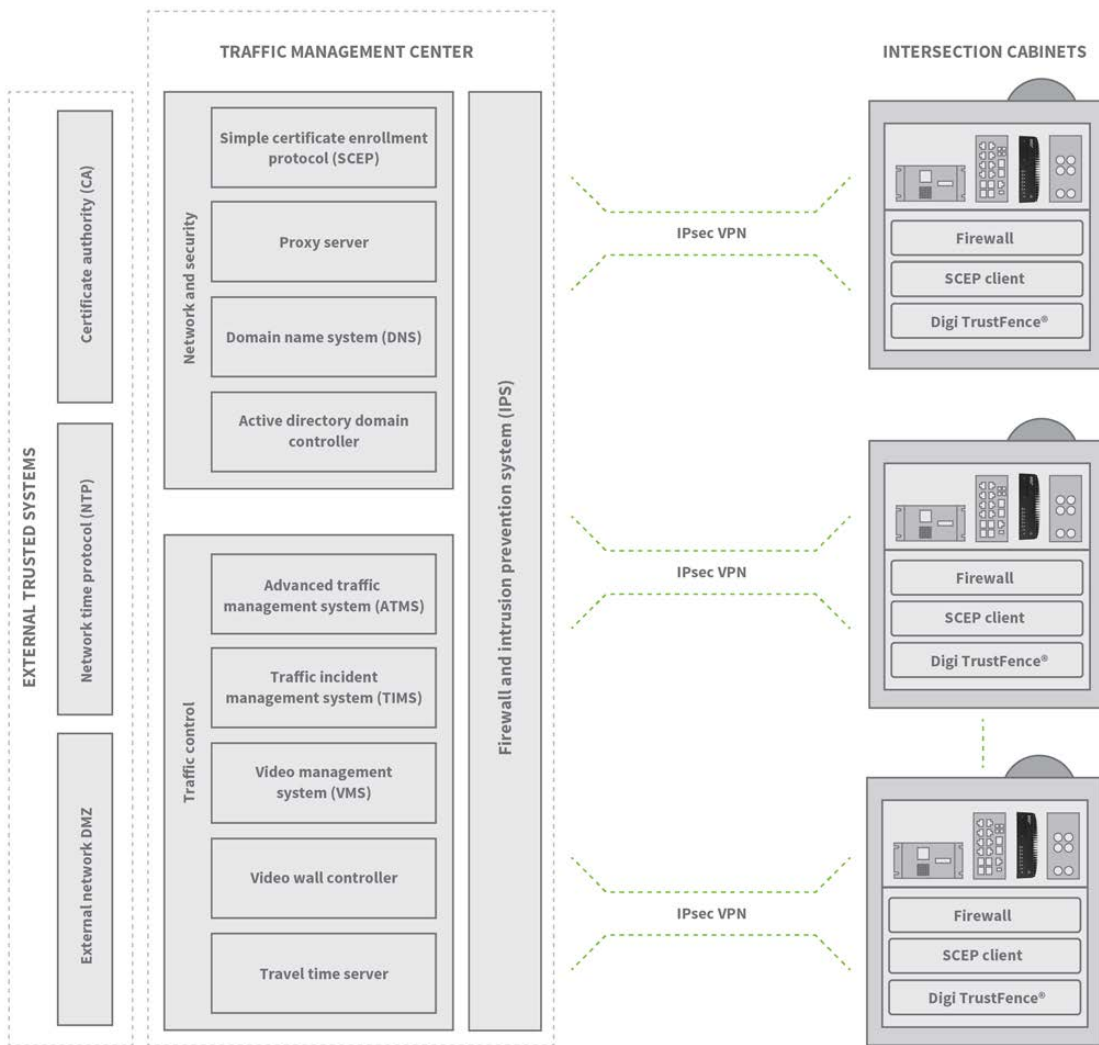 TRAFFIC MANAGEMENT CENTER
INTERSECTION CABINETS
EXTERNAL TRUSTED SYSTEMS
Certificate authority (CA)
Network time protocol (NTP)
External network DMZ
Network and security
Simple certificate enrollment
protocol (SCEP)
Proxy server
Domain name system (DNS)
Active directory domain
controller
Traffic control
Advanced traffic
management system (ATMS)
Traffic incident
management system (TIMS)
Video management
system (VMS)
Video wall controller
Travel time server
Firewall and intrusion prevention system (IPS)
IPsec VPN
Firewall
SCEP client
Digi TrustFence®
IPsec VPN
Firewall
SCEP client
Digi TrustFence®
IPsec VPN
Firewall
SCEP client
Digi TrustFence®